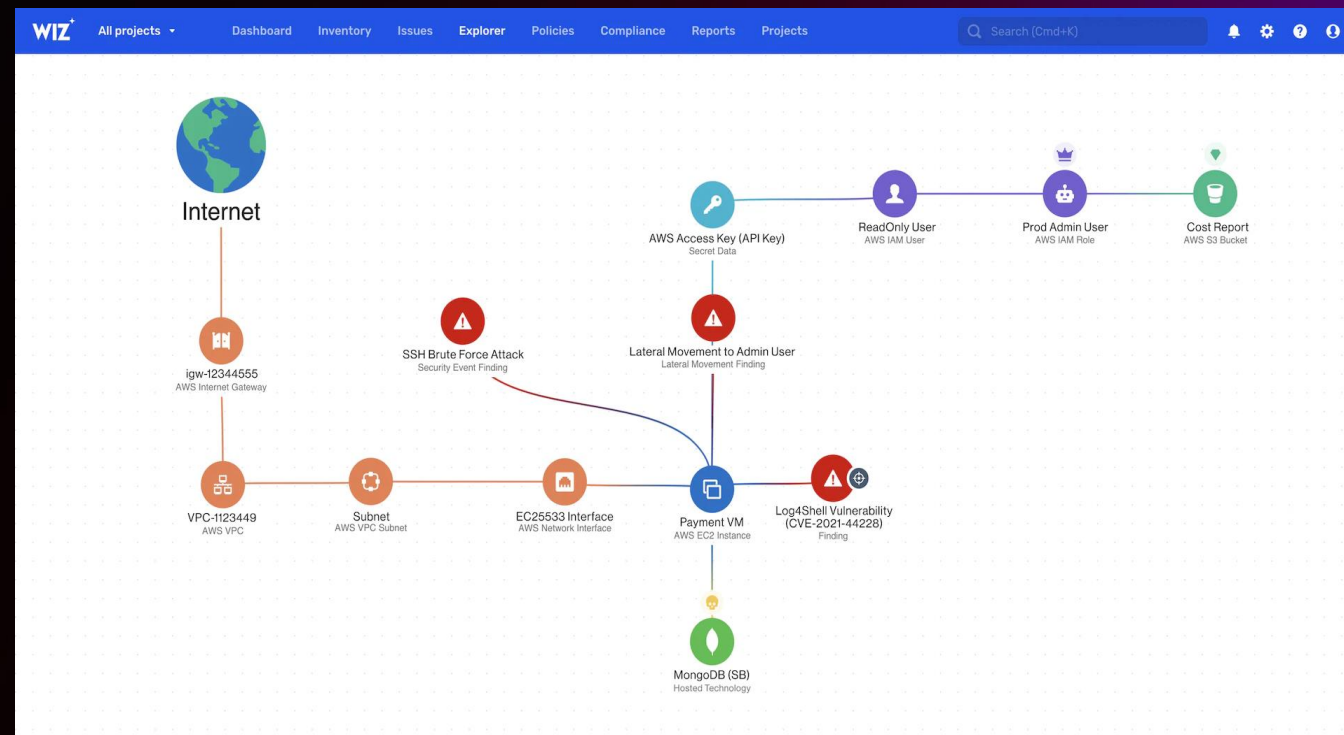 WIZ
All projects
Dashboard
Inventory
Issues
Explorer
Policies
Compliance
Reports
Projects
Search (Cmd+K)
Internet
AWS Access Key (API Key)
Secret Data
ReadOnly User
AWS IAM User
Prod Admin User
AWS IAM Role
Cost Report
AWS S3 Bucket
SSH Brute Force Attack
Security Event Finding
Lateral Movement to Admin User
Lateral Movement Finding
igw-12344555
AWS Internet Gateway
VPC-1123449
AWS VPC
Subnet
AWS VPC Subnet
EC25533 Interface
AWS Network Interface
Payment VM
AWS EC2 Instance
Log4Shell Vulnerability
(CVE-2021-44228)
Finding
MongoDB (SB)
Hosted Technology